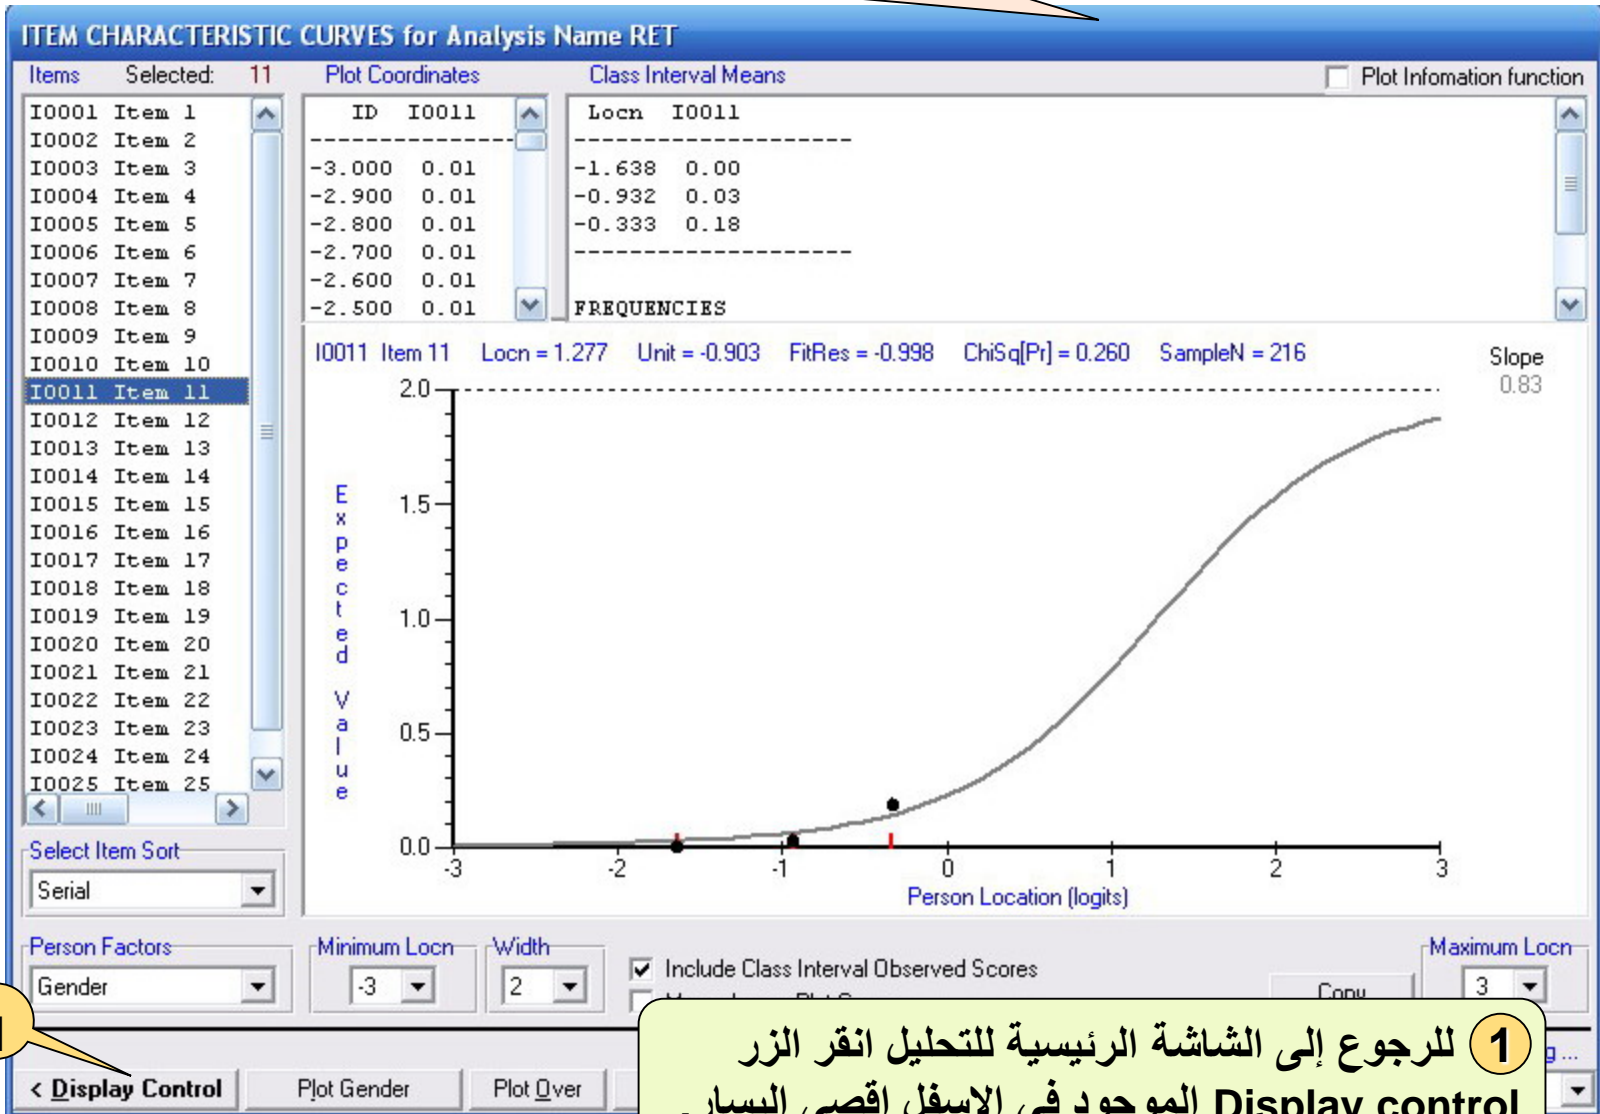 ITEM CHARACTERISTIC CURVES for Analysis Name RET
Items Selected: 11 Plot Coordinates Class Interval Means Plot Infomation function
I0001 Item 1
I0002 Item 2
I0003 Item 3
I0004 Item 4
I0005 Item 5
I0006 Item 6
I0007 Item 7
I0008 Item 8
I0009 Item 9
I0010 Item 10
I0011 Item 11
I0012 Item 12
I0013 Item 13
I0014 Item 14
I0015 Item 15
I0016 Item 16
I0017 Item 17
I0018 Item 18
I0019 Item 19
I0020 Item 20
I0021 Item 21
I0022 Item 22
I0023 Item 23
I0024 Item 24
I0025 Item 25
ID I0011
-3.000 0.01
-2.900 0.01
-2.800 0.01
-2.700 0.01
-2.600 0.01
-2.500 0.01
Locn I0011
-1.638 0.00
-0.932 0.03
-0.333 0.18
FREQUENCIES
I0011 Item 11 Locn = 1.277 Unit = -0.903 FitRes = -0.998 ChiSq[Pr] = 0.260 SampleN = 216
Slope
0.83
Expected Value
2.0
1.5
1.0
0.5
0.0
-3 -2 -1 0 1 2 3
Person Location (logits)
Select Item Sort
Serial
Person Factors
Gender
Minimum Locn
-3
Width
2
Include Class Interval Observed Scores
Copy
Maximum Locn
3
< Display Control Plot Gender Plot Over
1 للرجوع إلى الشاشة الرئيسية للتحليل انقر الزر
Display control الموجود في الاسفل اقصى اليسار.